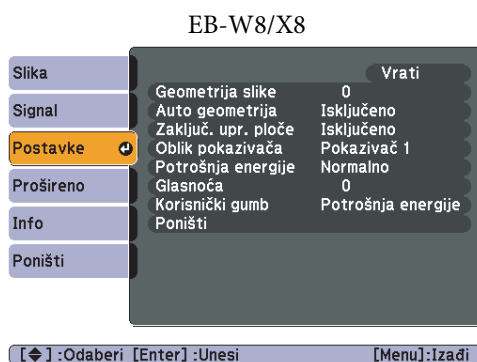 EB-W8/X8
Slika
Signal
Postavke
Prošireno
Info
Poništi
Vrati
Geometrija slike 0
Auto geometrija Isključeno
Zaključ. upr. ploče Isključeno
Oblik pokazivača Pokazivač 1
Potrošnja energije Normalno
Glasnoća 0
Korisnički gumb Potrošnja energije
Poništi
[◆] :Odaberi [Enter] :Unesi [Menu]:Izađi